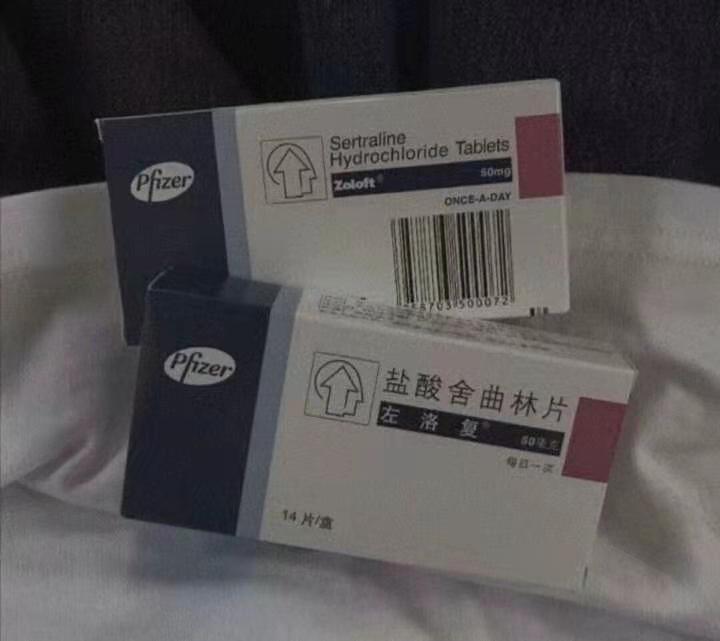 Pfizer
Sertraline
Hydrochloride Tablets
Zoloft® 50mg
ONCE-A-DAY
Pfizer
盐酸舍曲林片
左洛复® 50毫克
每日一次
14片/盒